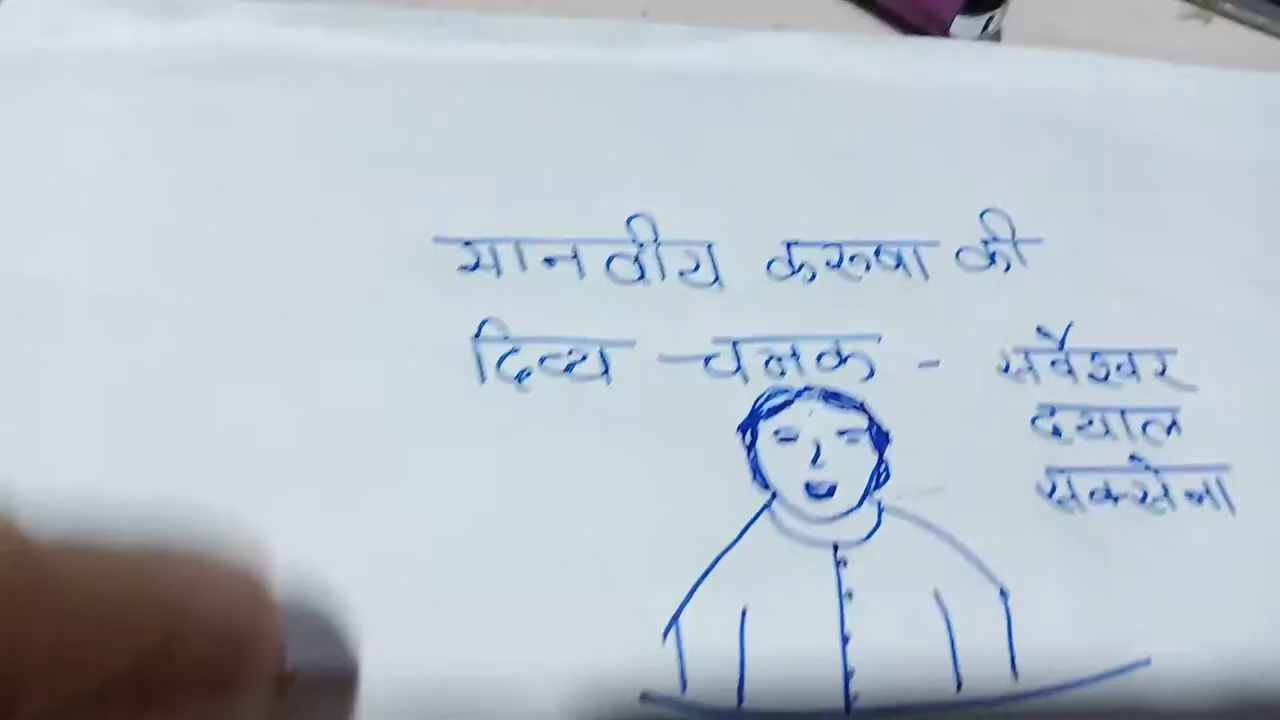 मानवीय करुणा की
दिव्य चमक - सर्वेश्वर
दयाल
सक्सेना